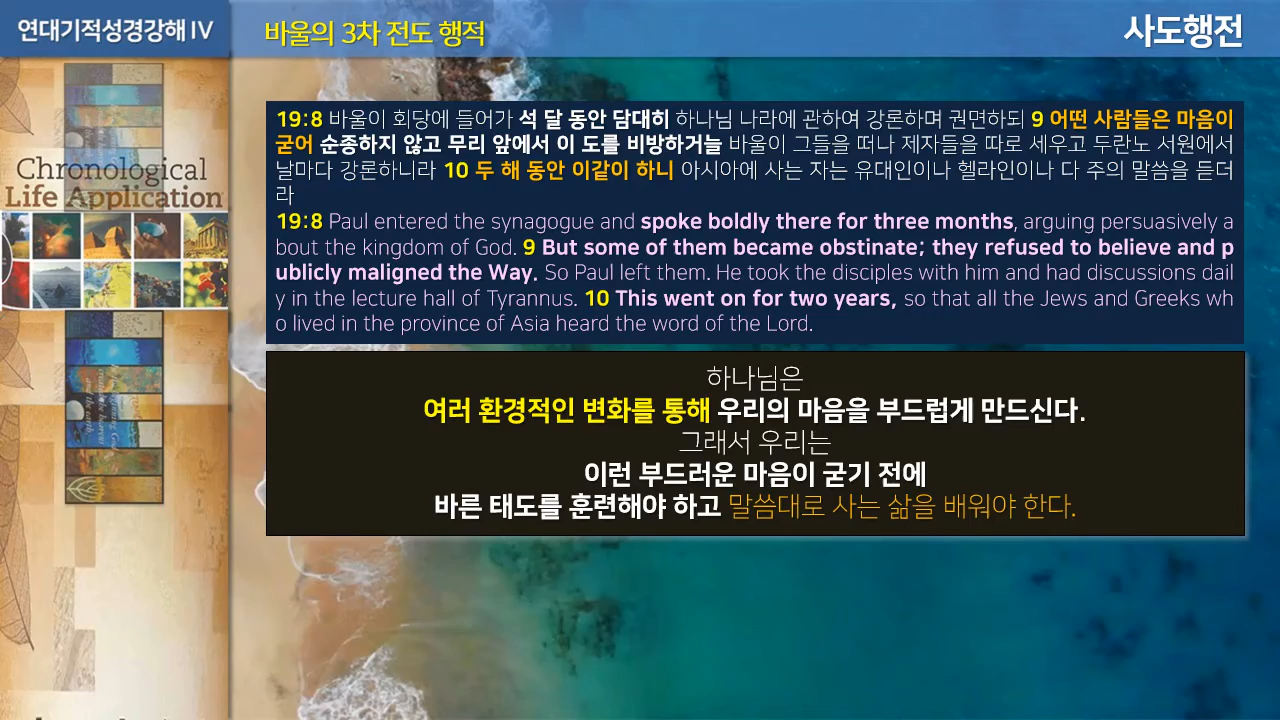 연대기적성경강해 IV
바울의 3차 전도 행적
사도행전
Chronological
Life Application
19:8 바울이 회당에 들어가 석 달 동안 담대히 하나님 나라에 관하여 강론하며 권면하되 9 어떤 사람들은 마음이
굳어 순종하지 않고 무리 앞에서 이 도를 비방하거늘 바울이 그들을 떠나 제자들을 따로 세우고 두란노 서원에서
날마다 강론하니라 10 두 해 동안 이같이 하니 아시아에 사는 자는 유대인이나 헬라인이나 다 주의 말씀을 듣더
라
19:8 Paul entered the synagogue and spoke boldly there for three months, arguing persuasively a
bout the kingdom of God. 9 But some of them became obstinate; they refused to believe and p
ublicly maligned the Way. So Paul left them. He took the disciples with him and had discussions dail
y in the lecture hall of Tyrannus. 10 This went on for two years, so that all the Jews and Greeks wh
o lived in the province of Asia heard the word of the Lord.
하나님은
여러 환경적인 변화를 통해 우리의 마음을 부드럽게 만드신다.
그래서 우리는
이런 부드러운 마음이 굳기 전에
바른 태도를 훈련해야 하고 말씀대로 사는 삶을 배워야 한다.